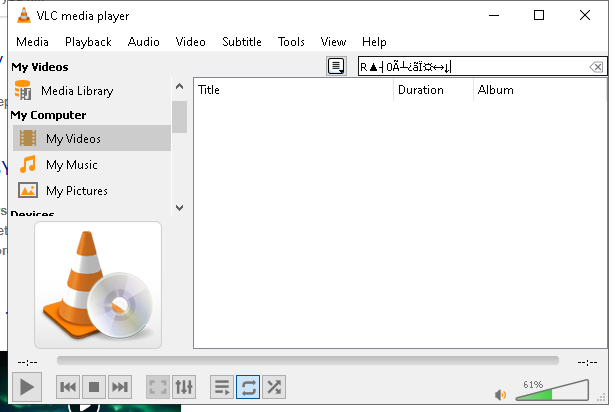 VLC media player
Media Playback Audio Video Subtitle Tools View Help
My Videos
R▲┤0Ã┴¿ãÏ¤↔↓
Media Library
My Computer
My Videos
My Music
My Pictures
Devices
Title Duration Album
--:-- --:--
61%